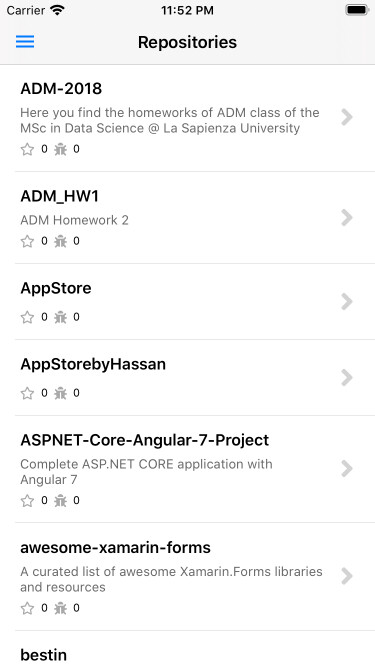 Carrier 11:52 PM
Repositories
ADM-2018
Here you find the homeworks of ADM class of the
MSc in Data Science @ La Sapienza University
0 0
ADM_HW1
ADM Homework 2
0 0
AppStore
0 0
AppStorebyHassan
0 0
ASPNET-Core-Angular-7-Project
Complete ASP.NET CORE application with
Angular 7
0 0
awesome-xamarin-forms
A curated list of awesome Xamarin.Forms libraries
and resources
0 0
bestin